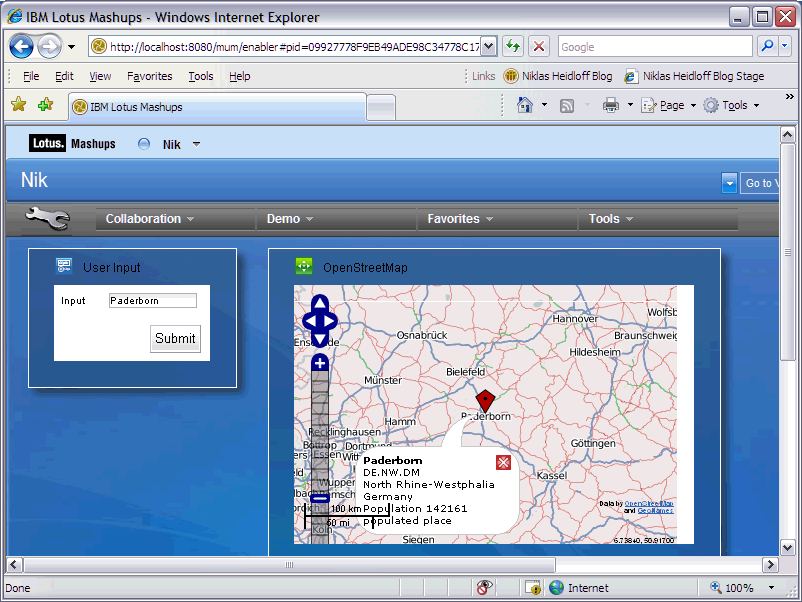 IBM Lotus Mashups - Windows Internet Explorer
http://localhost:8080/mum/enabler#pid=09927778F9EB49ADE98C34778C17
Google
File Edit View Favorites Tools Help
Links Niklas Heidloff Blog Niklas Heidloff Blog Stage
IBM Lotus Mashups
Page Tools
Lotus. Mashups Nik
Nik
Go to
Collaboration Demo Favorites Tools
User Input
Input Paderborn
Submit
OpenStreetMap
Hannover
Wolfsb
Osnabrück
Braunschweig
Hildesheim
Bielefeld
Münster
Paderborn
Hamm
Recklinghausen
Göttingen
Bottrop
Dortmund
Essen
Kassel
Wupper
Köln
Siegen
Paderborn
DE.NW.DM
North Rhine-Westphalia
Germany
Population 142161
populated place
100 km
60 mi
Data by OpenStreetMap
and GeoNames
6.73840, 50.91700
Done Internet 100%